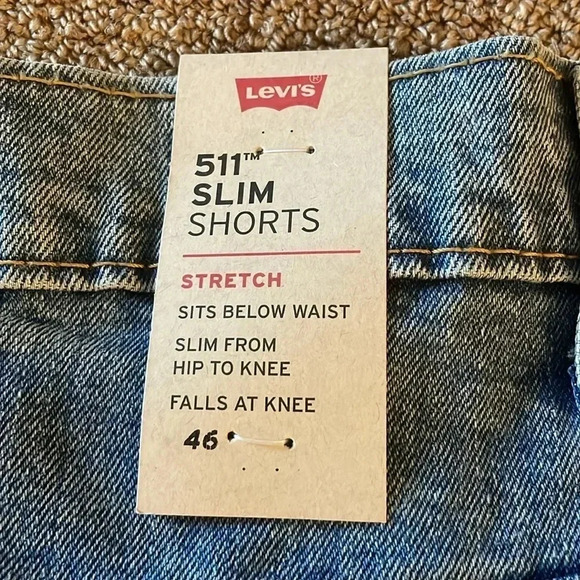 Levi's®
511™
SLIM
SHORTS
STRETCH
SITS BELOW WAIST
SLIM FROM
HIP TO KNEE
FALLS AT KNEE
46